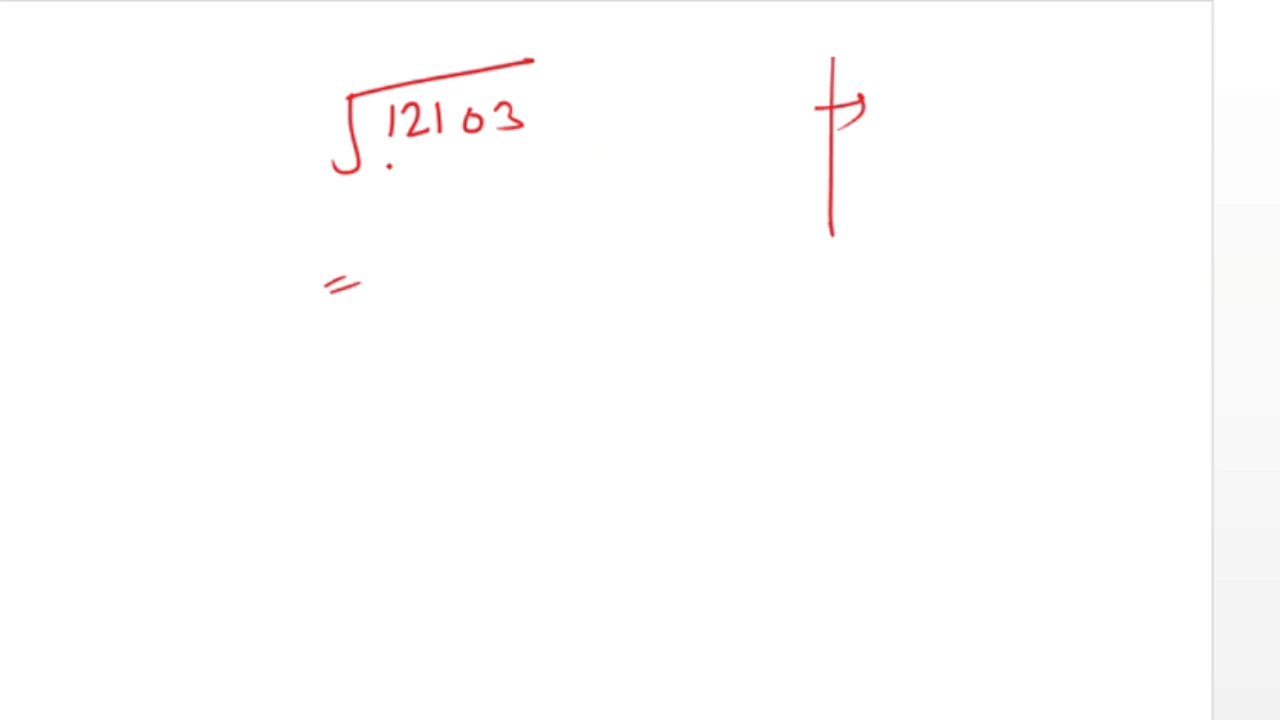 √12103
=